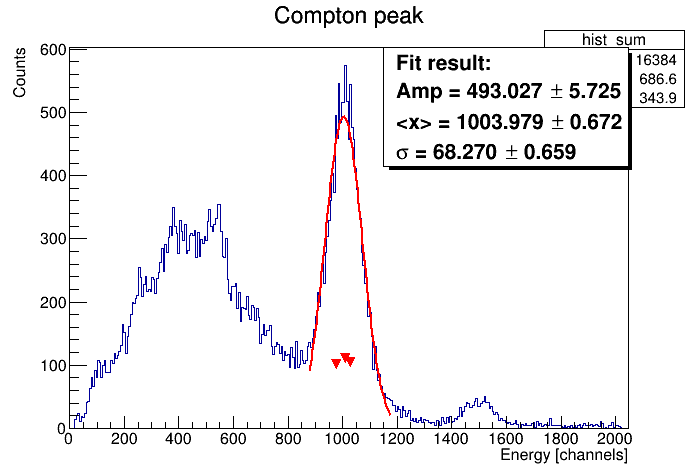 Compton peak
hist_sum
16384
686.6
343.9
Fit result:
Amp = 493.027 ± 5.725
<x> = 1003.979 ± 0.672
σ = 68.270 ± 0.659
Counts
600
500
400
300
200
100
0
0 200 400 600 800 1000 1200 1400 1600 1800 2000
Energy [channels]